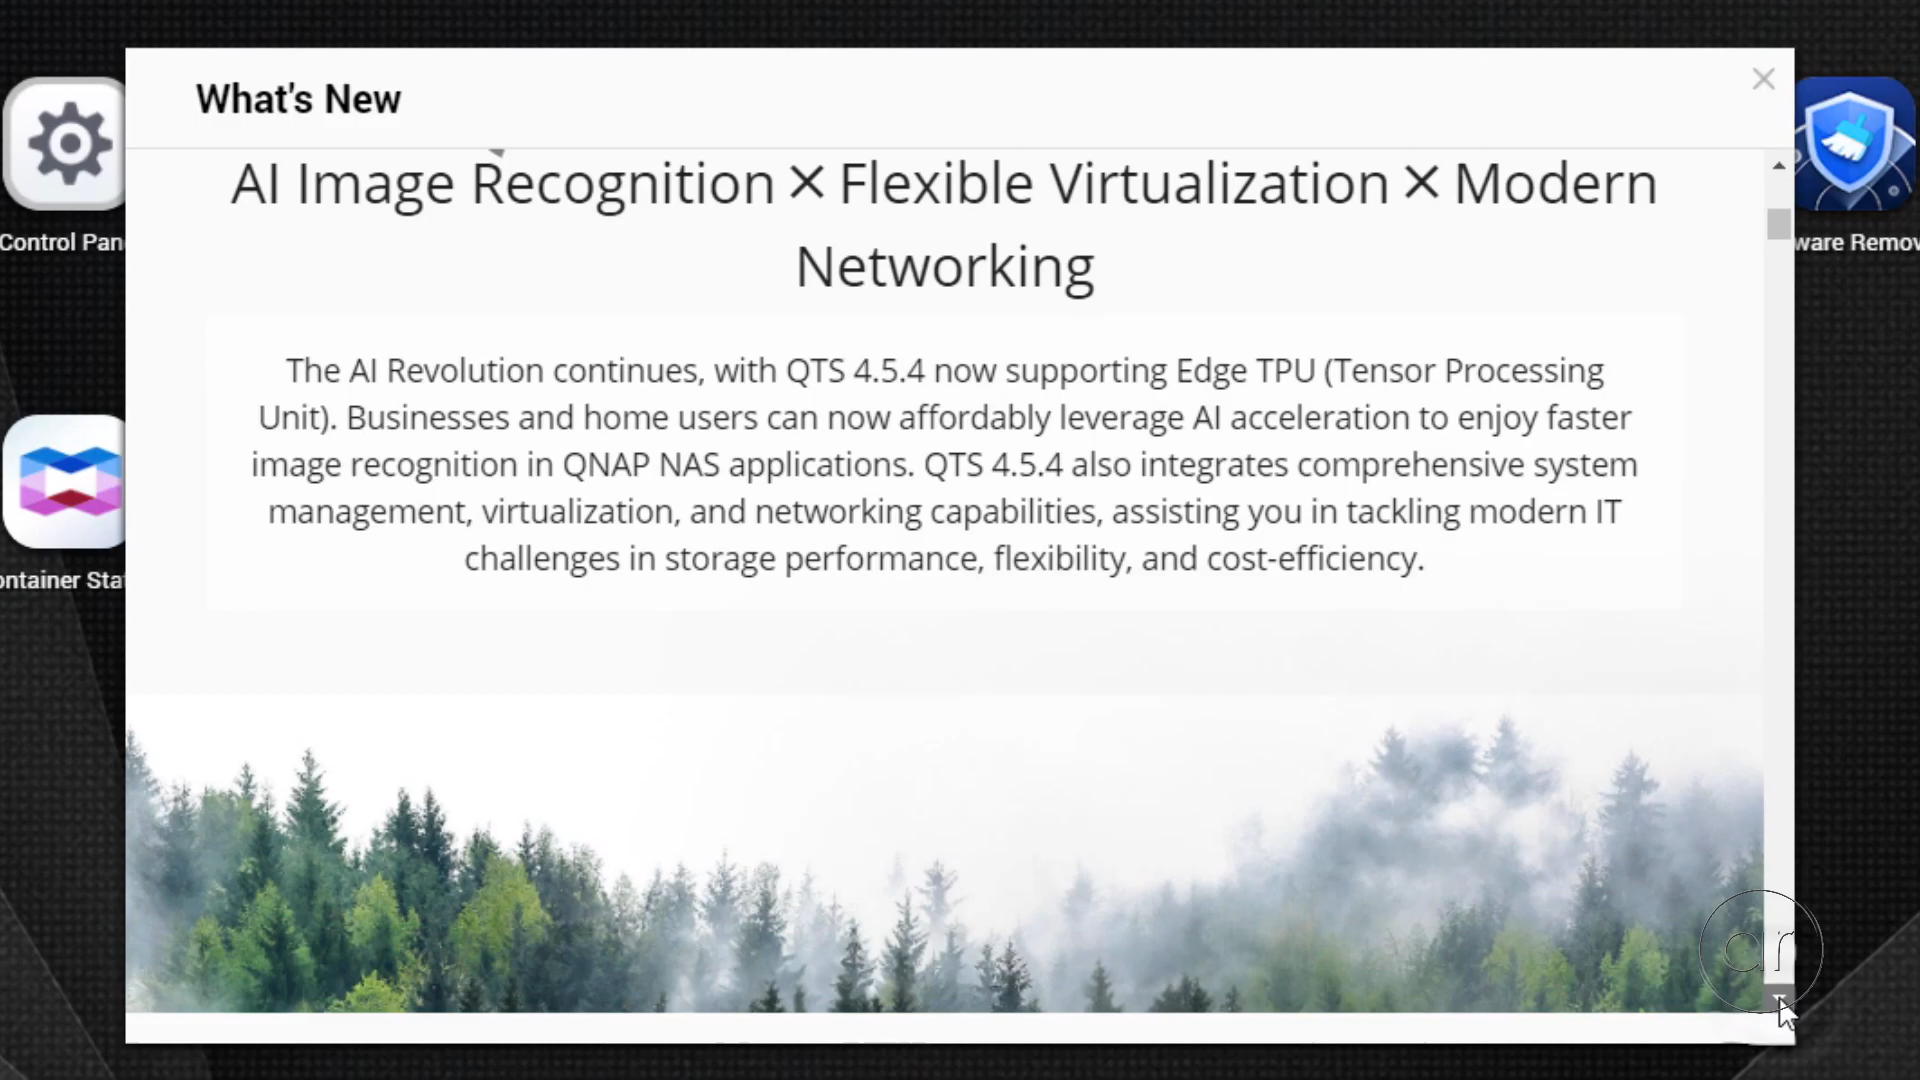 What's New
AI Image Recognition × Flexible Virtualization × Modern
Networking
Control Pan
ware Remov
The AI Revolution continues, with QTS 4.5.4 now supporting Edge TPU (Tensor Processing
Unit). Businesses and home users can now affordably leverage AI acceleration to enjoy faster
image recognition in QNAP NAS applications. QTS 4.5.4 also integrates comprehensive system
management, virtualization, and networking capabilities, assisting you in tackling modern IT
challenges in storage performance, flexibility, and cost-efficiency.
ontainer Sta
ar